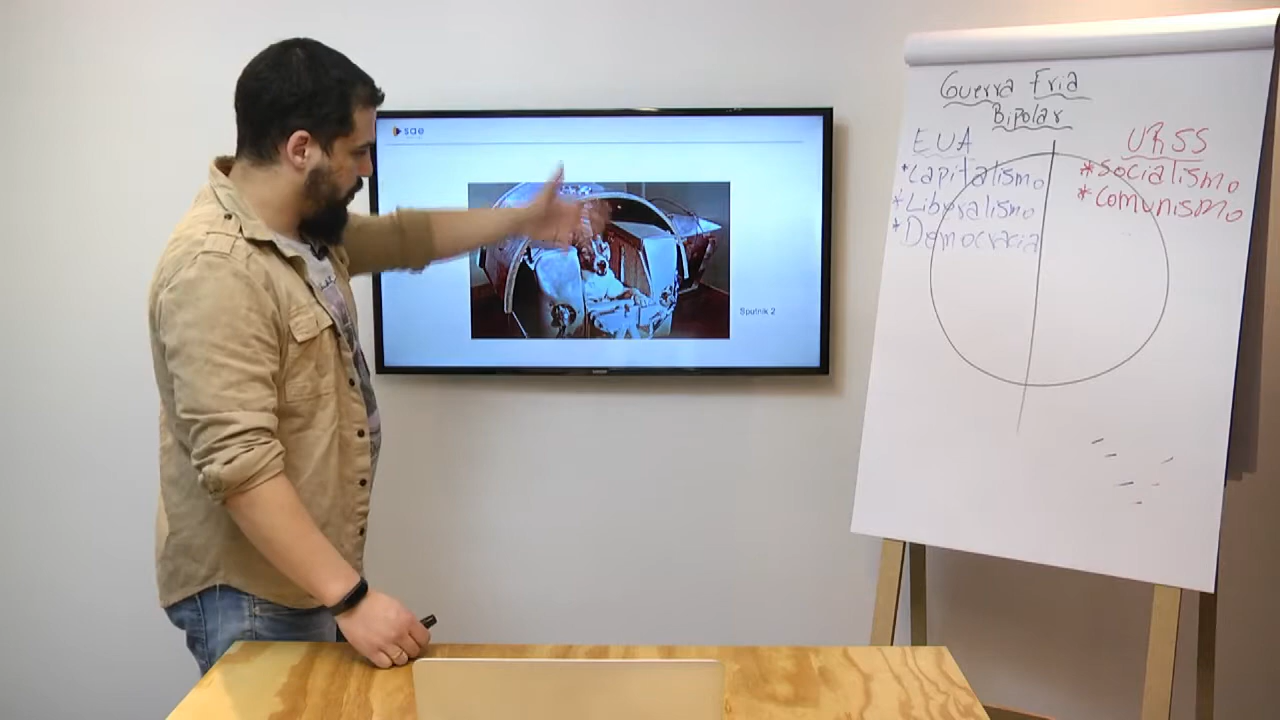 sae
Sputnik 2
Guerra Fria
Bipolar
EUA
*Capitalismo
*Liberalismo
*Democracia
URSS
*Socialismo
*Comunismo